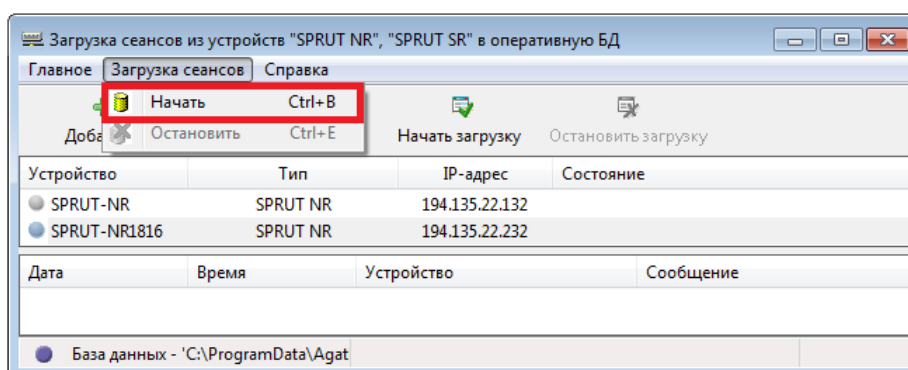 Загрузка сеансов из устройств "SPRUT NR", "SPRUT SR" в оперативную БД
Главное Загрузка сеансов Справка
Начать Ctrl+B
Остановить Ctrl+E
Доба Начать загрузку Остановить загрузку
Устройство Тип IP-адрес Состояние
SPRUT-NR SPRUT NR 194.135.22.132
SPRUT-NR1816 SPRUT NR 194.135.22.232
Дата Время Устройство Сообщение
База данных - 'C:\ProgramData\Agat